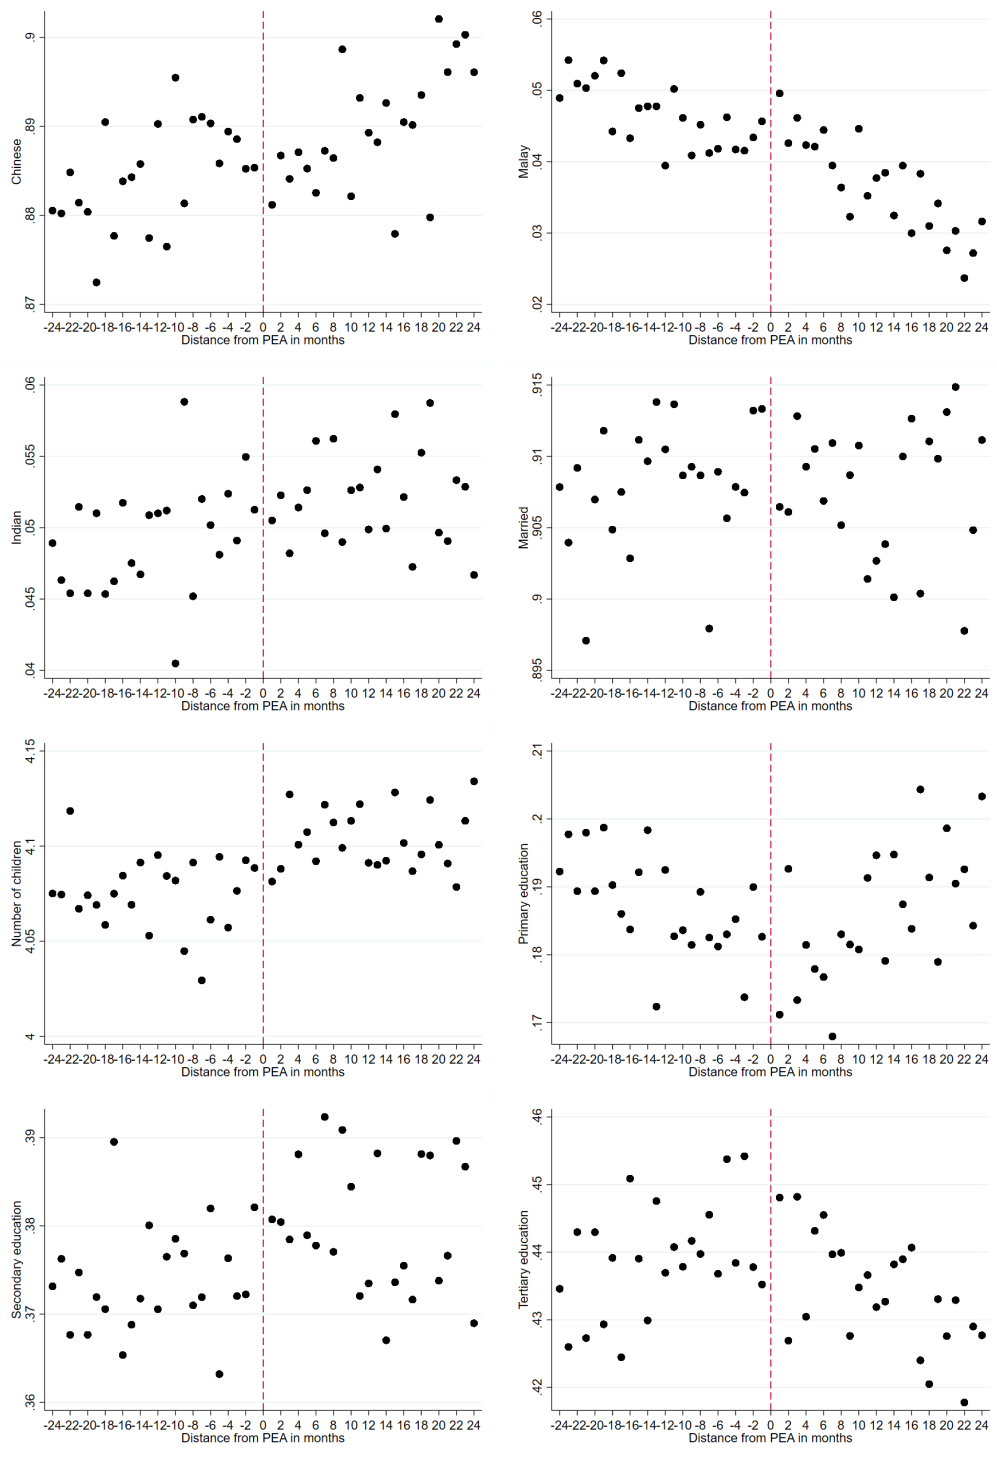 Chinese
.9
.89
.88
.87
-24 -22 -20 -18 -16 -14 -12 -10 -8 -6 -4 -2 0 2 4 6 8 10 12 14 16 18 20 22 24
Distance from PEA in months
Malay
.06
.05
.04
.03
.02
-24 -22 -20 -18 -16 -14 -12 -10 -8 -6 -4 -2 0 2 4 6 8 10 12 14 16 18 20 22 24
Distance from PEA in months
Indian
.06
.055
.05
.045
.04
-24 -22 -20 -18 -16 -14 -12 -10 -8 -6 -4 -2 0 2 4 6 8 10 12 14 16 18 20 22 24
Distance from PEA in months
Married
.915
.91
.905
.9
.895
-24 -22 -20 -18 -16 -14 -12 -10 -8 -6 -4 -2 0 2 4 6 8 10 12 14 16 18 20 22 24
Distance from PEA in months
Number of children
4.15
4.1
4.05
4
-24 -22 -20 -18 -16 -14 -12 -10 -8 -6 -4 -2 0 2 4 6 8 10 12 14 16 18 20 22 24
Distance from PEA in months
Primary education
.21
.2
.19
.18
.17
-24 -22 -20 -18 -16 -14 -12 -10 -8 -6 -4 -2 0 2 4 6 8 10 12 14 16 18 20 22 24
Distance from PEA in months
Secondary education
.39
.38
.37
.36
-24 -22 -20 -18 -16 -14 -12 -10 -8 -6 -4 -2 0 2 4 6 8 10 12 14 16 18 20 22 24
Distance from PEA in months
Tertiary education
.46
.45
.44
.43
.42
-24 -22 -20 -18 -16 -14 -12 -10 -8 -6 -4 -2 0 2 4 6 8 10 12 14 16 18 20 22 24
Distance from PEA in months